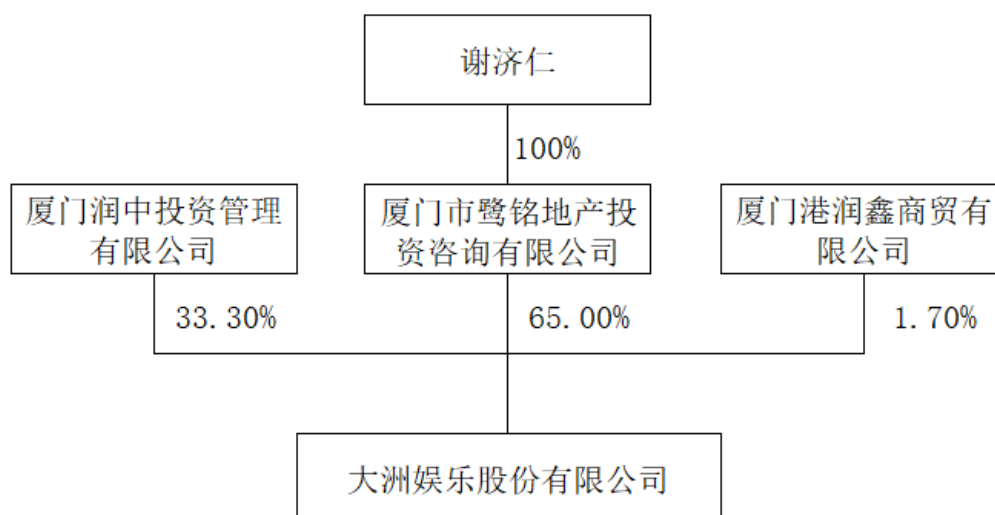 谢济仁
100%
厦门润中投资管理
有限公司
厦门市鹭铭地产投
资咨询有限公司
厦门港润鑫商贸有
限公司
33.30%
65.00%
1.70%
大洲娱乐股份有限公司